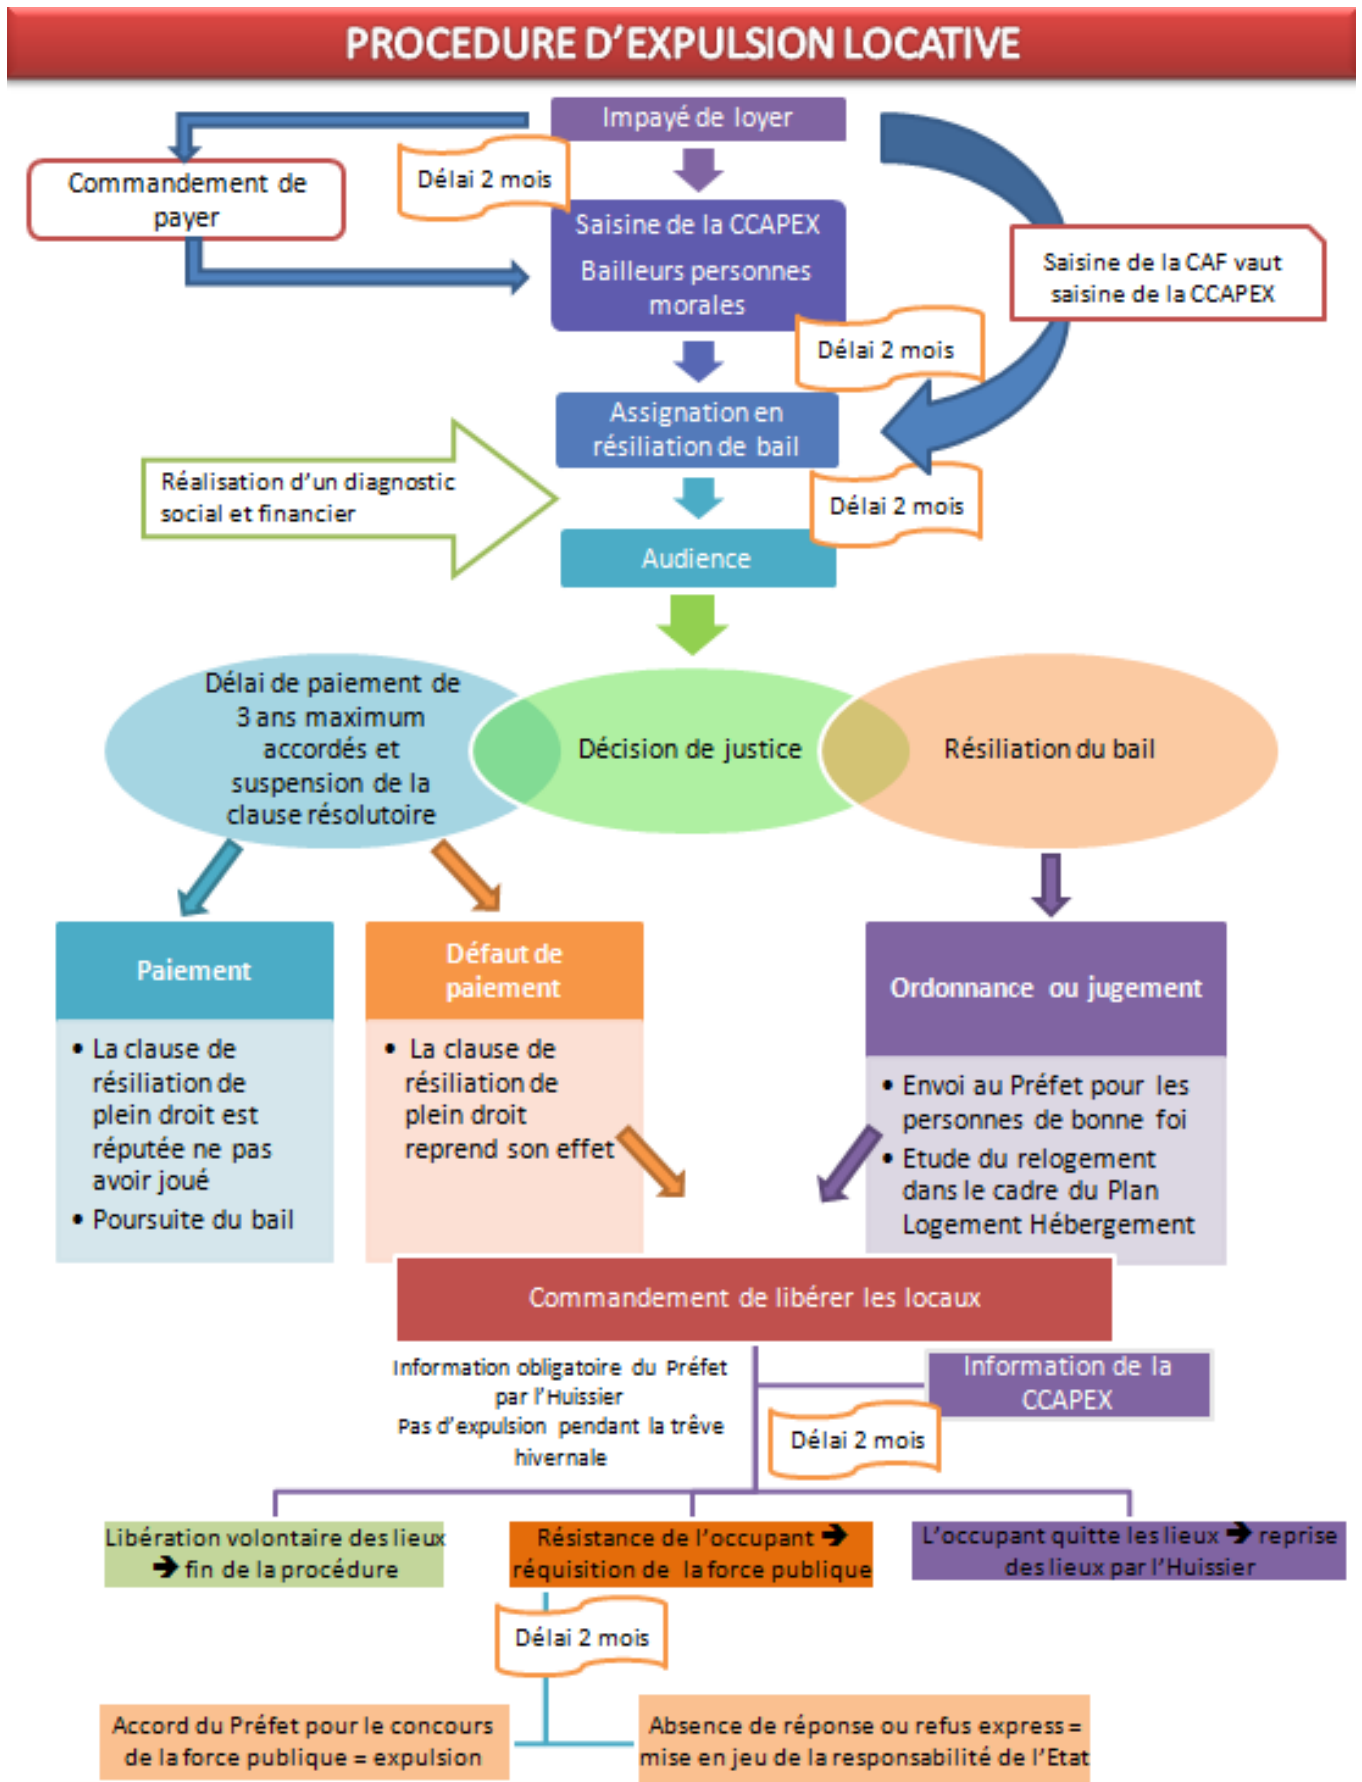 PROCEDURE D'EXPULSION LOCATIVE
Impayé de loyer
Commandement de
payer
Délai 2 mois
Saisine de la CCAPEX
Bailleurs personnes
morales
Saisine de la CAF vaut
saisine de la CCAPEX
Délai 2 mois
Assignation en
résiliation de bail
Réalisation d'un diagnostic
social et financier
Délai 2 mois
Audience
Délai de paiement de
3 ans maximum
accordés et
suspension de la
clause résolutoire
Décision de justice
Résiliation du bail
Paiement
• La clause de
résiliation de
plein droit est
réputée ne pas
avoir joué
• Poursuite du bail
Défaut de
paiement
• La clause de
résiliation de
plein droit
reprend son effet
Ordonnance ou jugement
• Envoi au Préfet pour les
personnes de bonne foi
• Etude du relogement
dans le cadre du Plan
Logement Hébergement
Commandement de libérer les locaux
Information obligatoire du Préfet
par l'Huissier
Pas d'expulsion pendant la trêve
hivernale
Information de la
CCAPEX
Délai 2 mois
Libération volontaire des lieux
➔ fin de la procédure
Résistance de l'occupant ➔
réquisition de la force publique
L'occupant quitte les lieux ➔ reprise
des lieux par l'Huissier
Délai 2 mois
Accord du Préfet pour le concours
de la force publique = expulsion
Absence de réponse ou refus express =
mise en jeu de la responsabilité de l'Etat